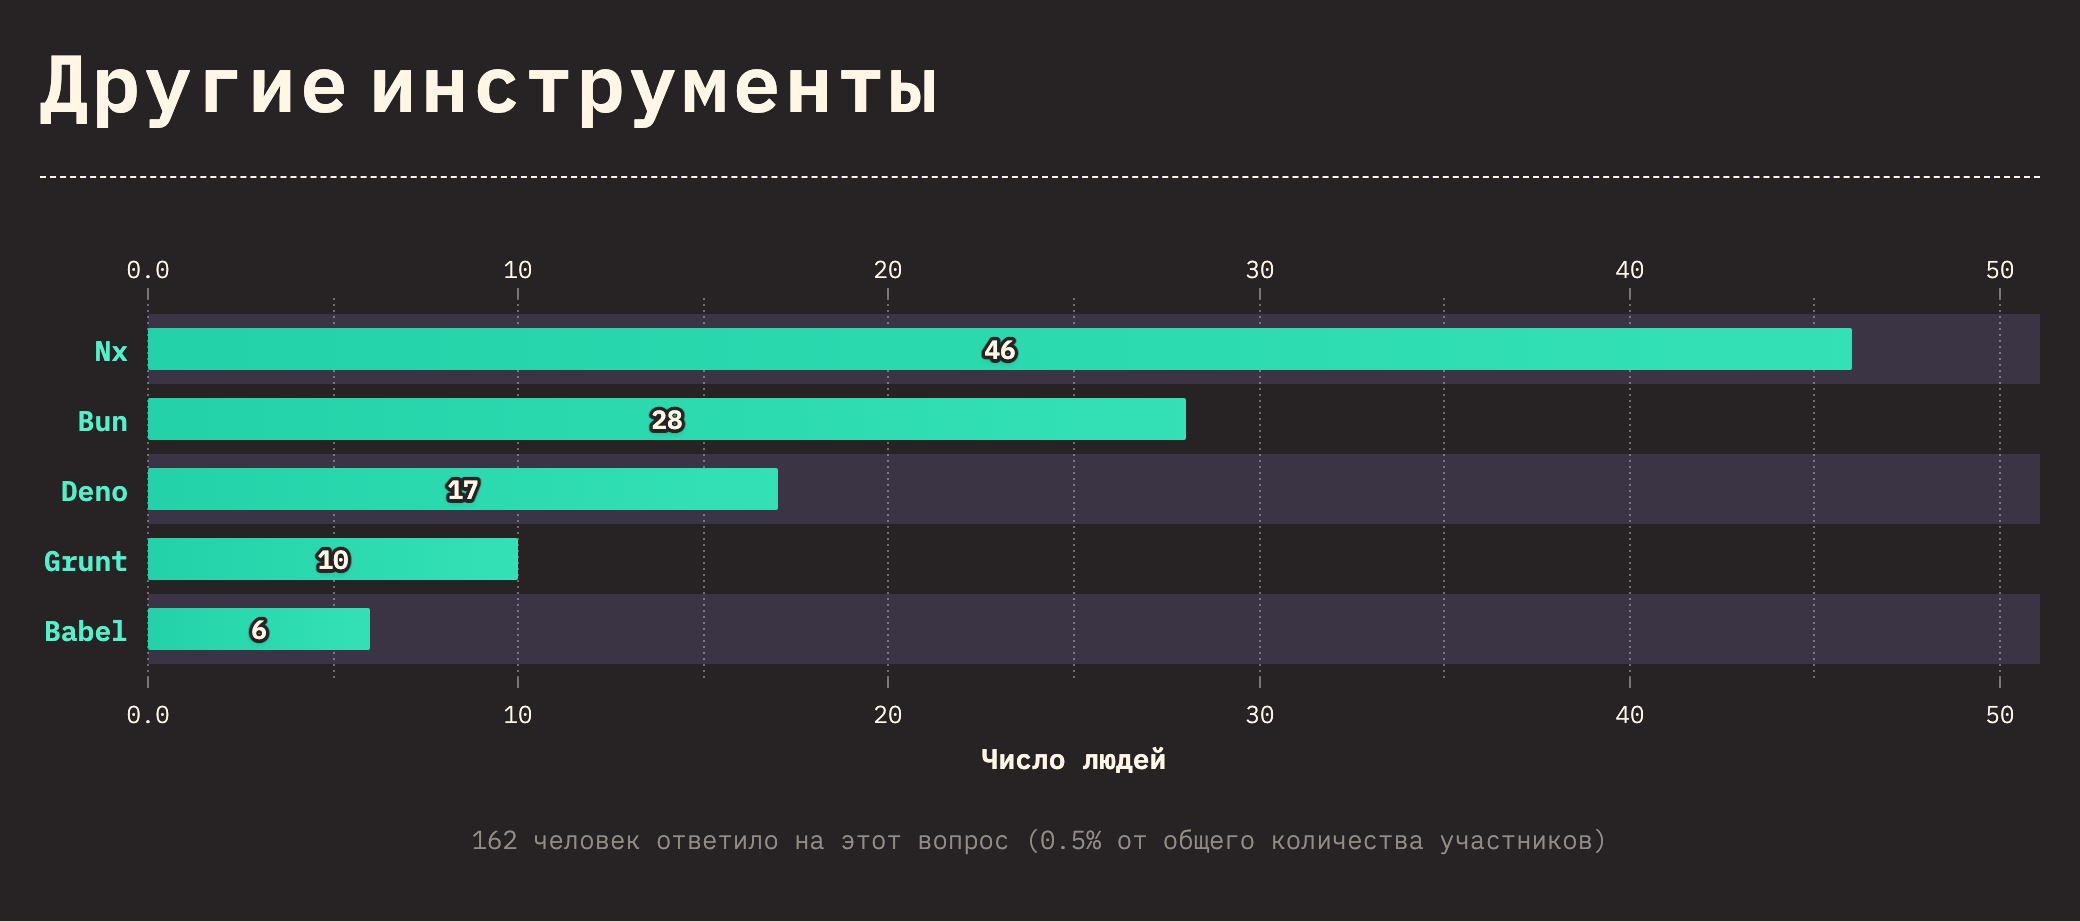 Другие инструменты
0.0 10 20 30 40 50
Nx 46
Bun 28
Deno 17
Grunt 10
Babel 6
0.0 10 20 30 40 50
Число людей
162 человек ответило на этот вопрос (0.5% от общего количества участников)